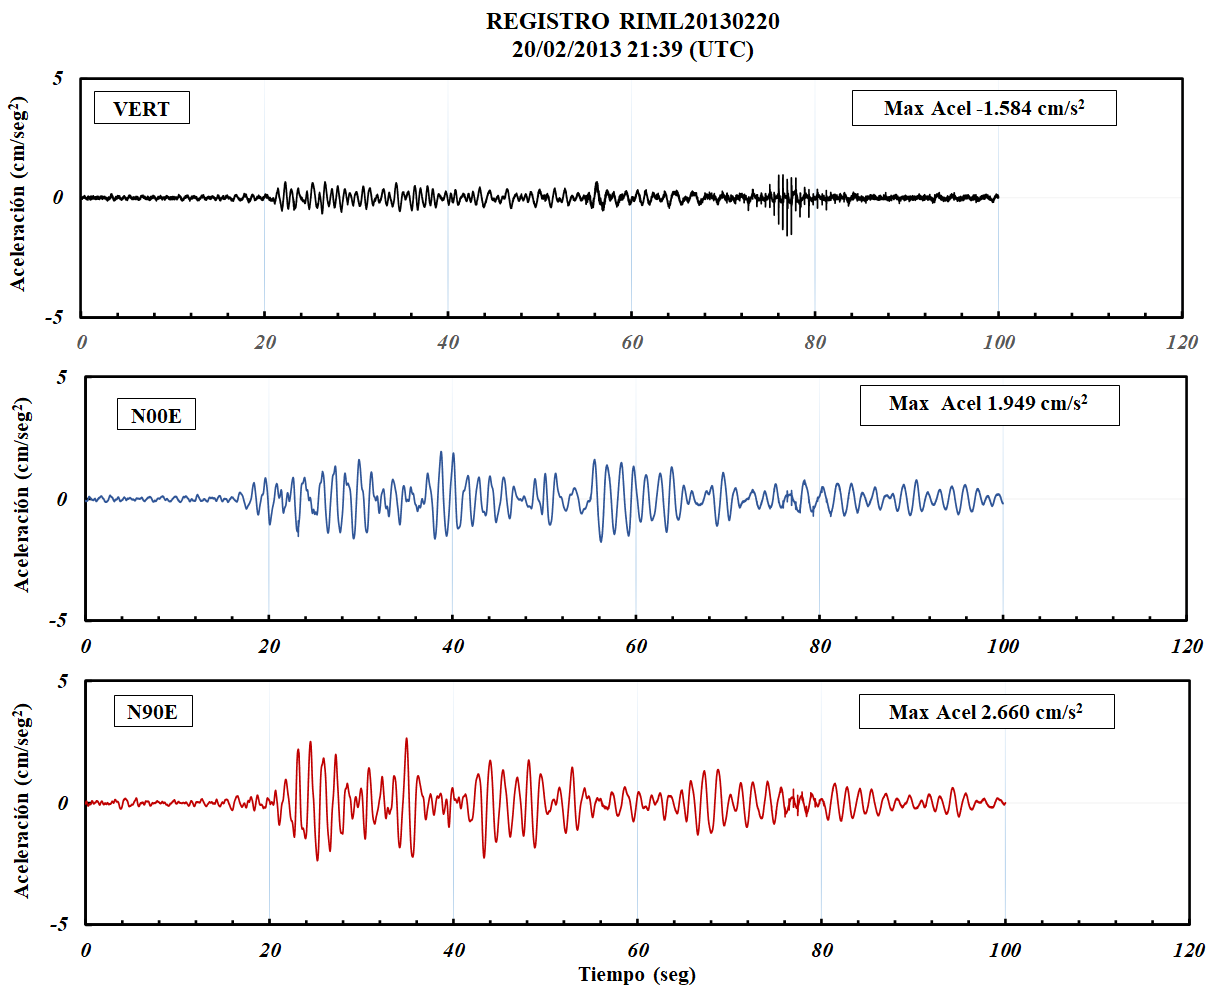 REGISTRO RIML20130220
20/02/2013 21:39 (UTC)
Aceleración (cm/seg²)
5
0
-5
VERT
Max Acel -1.584 cm/s²
0 20 40 60 80 100 120
Aceleración (cm/seg²)
5
0
-5
N00E
Max Acel 1.949 cm/s²
0 20 40 60 80 100 120
Aceleración (cm/seg²)
5
0
-5
N90E
Max Acel 2.660 cm/s²
0 20 40 60 80 100 120
Tiempo (seg)